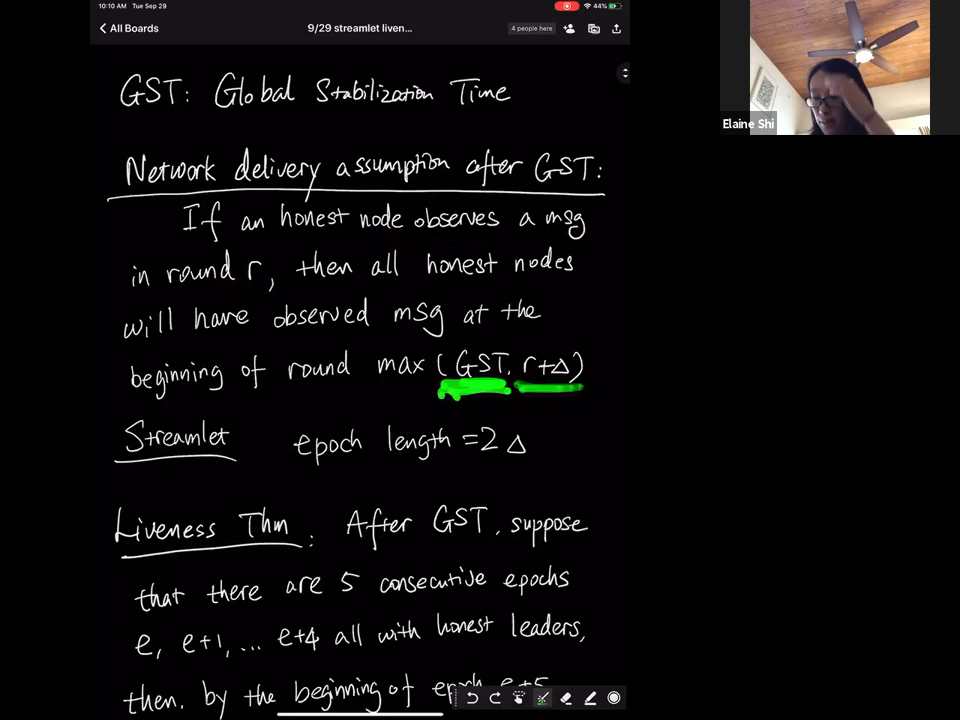 10:10 AM Tue Sep 29
44%
All Boards
9/29 streamlet liven...
4 people here
GST: Global Stabilization Time
Network delivery assumption after GST:
If an honest node observes a msg
in round r, then all honest nodes
will have observed msg at the
beginning of round max (GST, r+Δ)
Streamlet epoch length = 2Δ
Liveness Thm: After GST, suppose
that there are 5 consecutive epochs
e, e+1, ... e+4 all with honest leaders,
then, by the beginning of epoch e+5
Elaine Shi